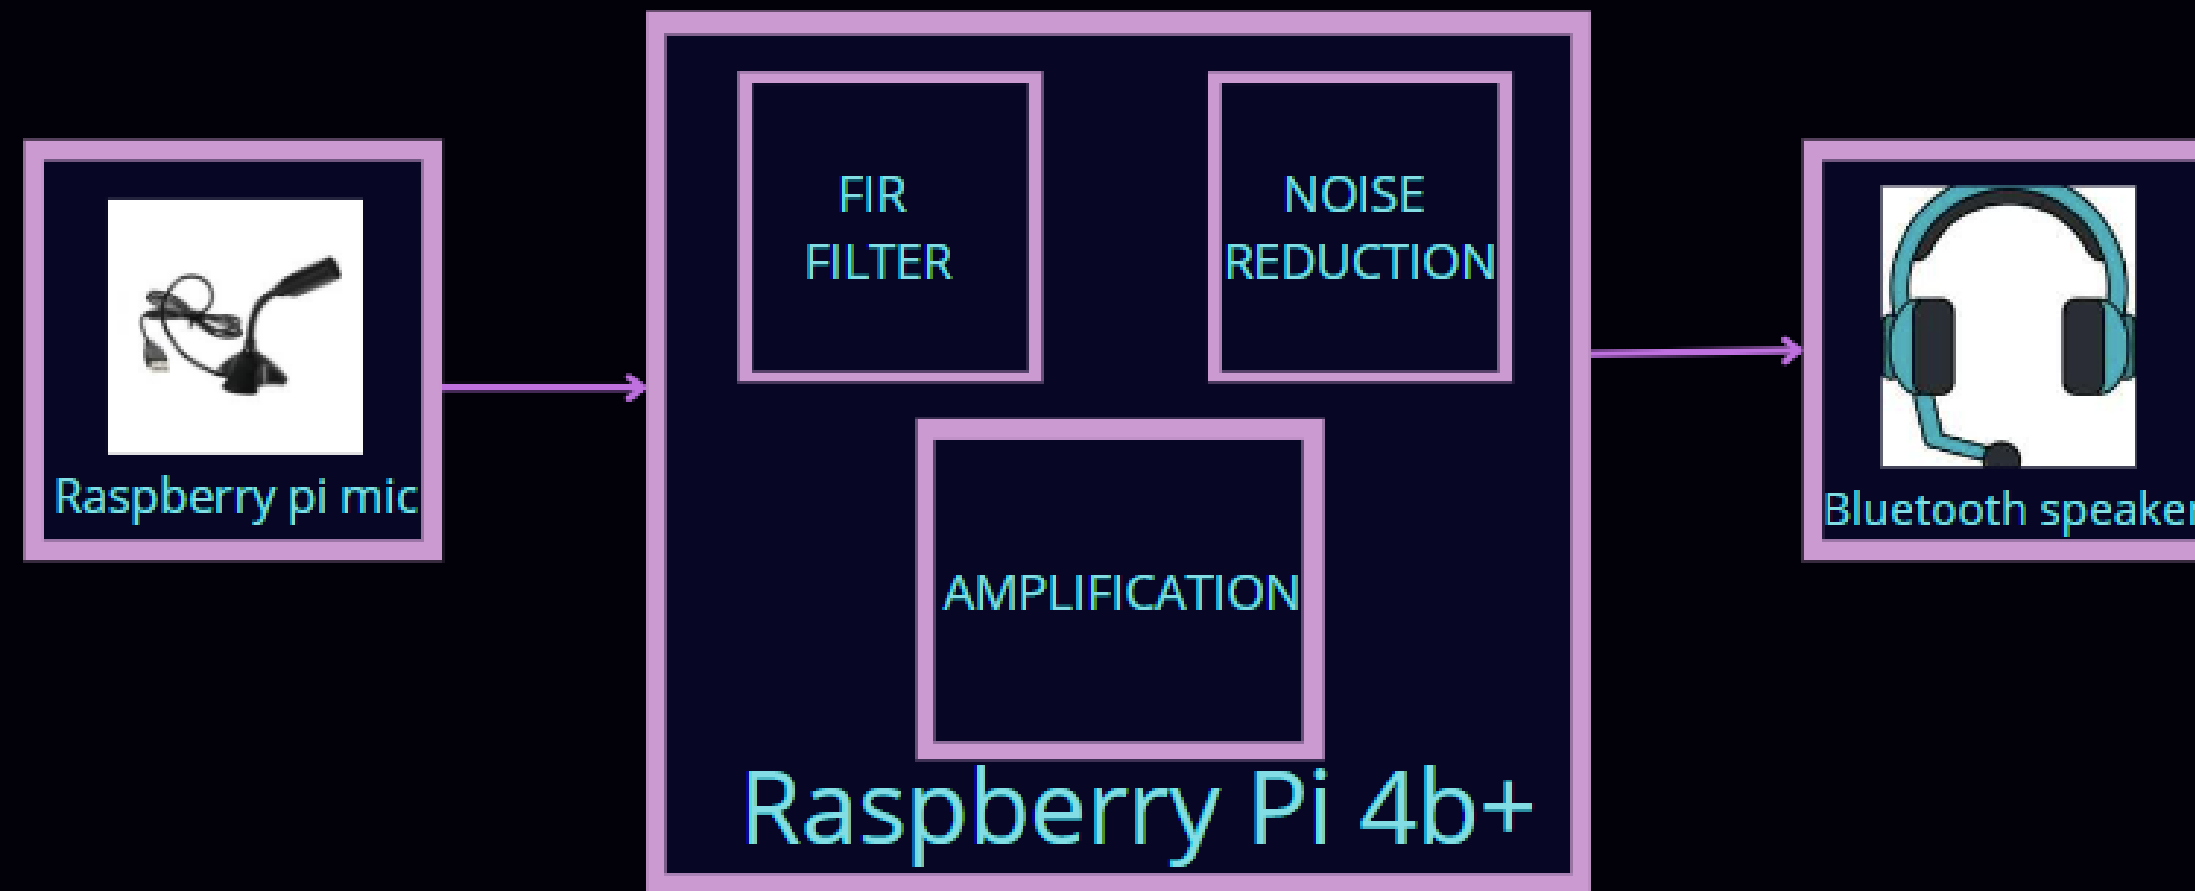 Raspberry pi mic
FIR
FILTER
NOISE
REDUCTION
AMPLIFICATION
Raspberry Pi 4b+
Bluetooth speaker